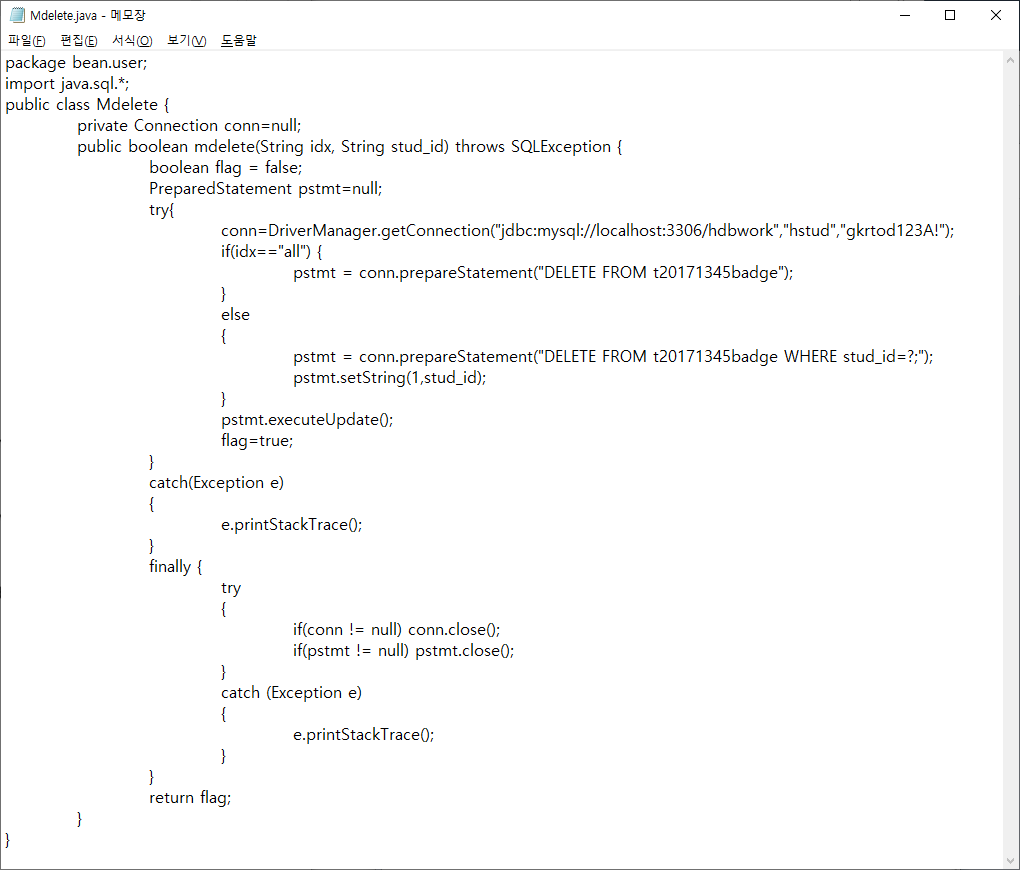 Mdelete.java - 메모장
파일(F) 편집(E) 서식(O) 보기(V) 도움말
package bean.user;
import java.sql.*;
public class Mdelete {
private Connection conn=null;
public boolean mdelete(String idx, String stud_id) throws SQLException {
boolean flag = false;
PreparedStatement pstmt=null;
try{
conn=DriverManager.getConnection("jdbc:mysql://localhost:3306/hdbwork","hstud","gkrtod123A!");
if(idx=="all") {
pstmt = conn.prepareStatement("DELETE FROM t20171345badge");
}
else
{
pstmt = conn.prepareStatement("DELETE FROM t20171345badge WHERE stud_id=?;");
pstmt.setString(1,stud_id);
}
pstmt.executeUpdate();
flag=true;
}
catch(Exception e)
{
e.printStackTrace();
}
finally {
try
{
if(conn != null) conn.close();
if(pstmt != null) pstmt.close();
}
catch (Exception e)
{
e.printStackTrace();
}
}
return flag;
}
}